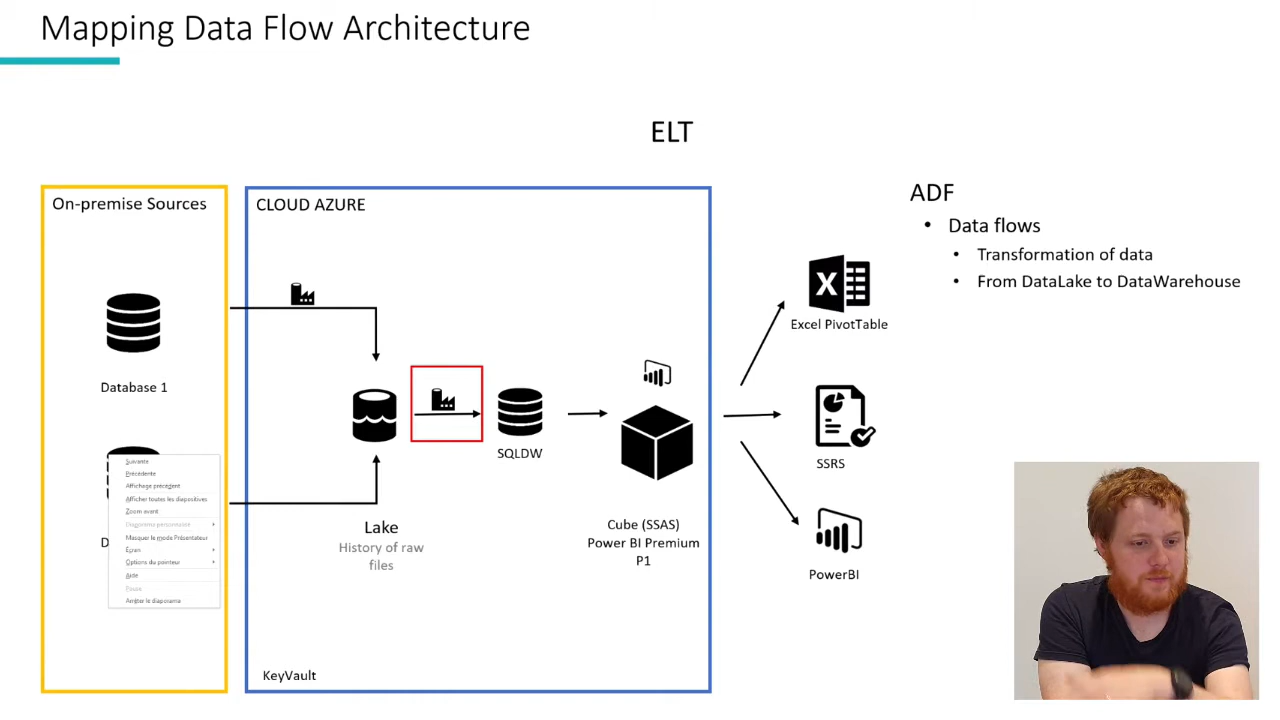 Mapping Data Flow Architecture
ELT
On-premise Sources
Database 1
D
Suivante
Précédente
Affichage précédent
Afficher toutes les diapositives
Zoom avant
Diaporama personnalisé
Masquer le mode Présentateur
Écran
Options du pointeur
Aide
Pause
Arrêter le diaporama
CLOUD AZURE
Lake
History of raw
files
SQLDW
Cube (SSAS)
Power BI Premium
P1
KeyVault
X
Excel PivotTable
SSRS
PowerBI
ADF
• Data flows
• Transformation of data
• From DataLake to DataWarehouse